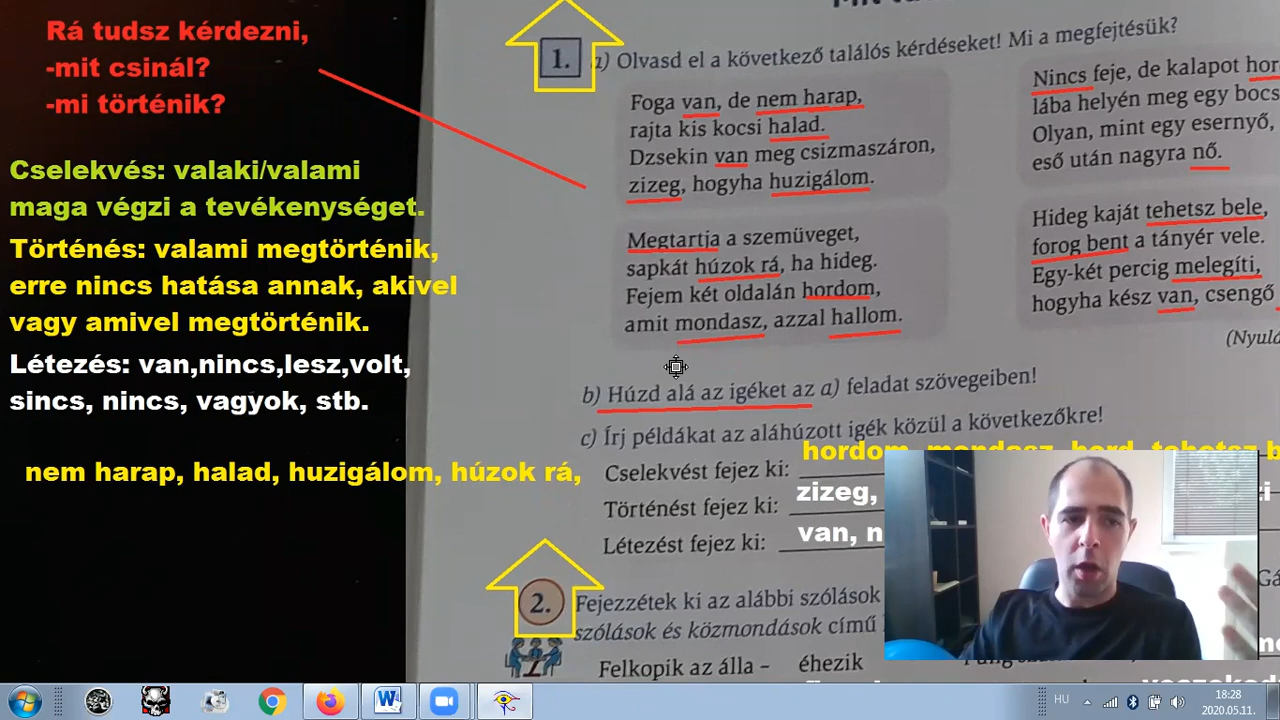 Rá tudsz kérdezni,
-mit csinál?
-mi történik?
Cselekvés: valaki/valami
maga végzi a tevékenységet.
Történés: valami megtörténik,
erre nincs hatása annak, akivel
vagy amivel megtörténik.
Létezés: van,nincs,lesz,volt,
sincs, nincs, vagyok, stb.
nem harap, halad, huzigálom, húzok rá,
1. a) Olvasd el a következő találós kérdéseket! Mi a megfejtésük?
Foga van, de nem harap,
rajta kis kocsi halad.
Dzsekin van meg csizmaszáron,
zizeg, hogyha huzigálom.
Megtartja a szemüveget,
sapkát húzok rá, ha hideg.
Fejem két oldalán hordom,
amit mondasz, azzal hallom.
Nincs feje, de kalapot hor
lába helyén meg egy bocs
Olyan, mint egy esernyő,
eső után nagyra nő.
Hideg kaját tehetsz bele,
forog bent a tányér vele.
Egy-két percig melegíti,
hogyha kész van, csengő
(Nyulá
b) Húzd alá az igéket az a) feladat szövegeiben!
c) Írj példákat az aláhúzott igék közül a következőkre!
hordom, mondasz, hord, tehetsz b
Cselekvést fejez ki:
zizeg,
Történést fejez ki:
van, n
Létezést fejez ki:
2. Fejezzétek ki az alábbi szólások
szólások és közmondások című
Felkopik az álla – éhezik
HU
18:28
2020.05.11.